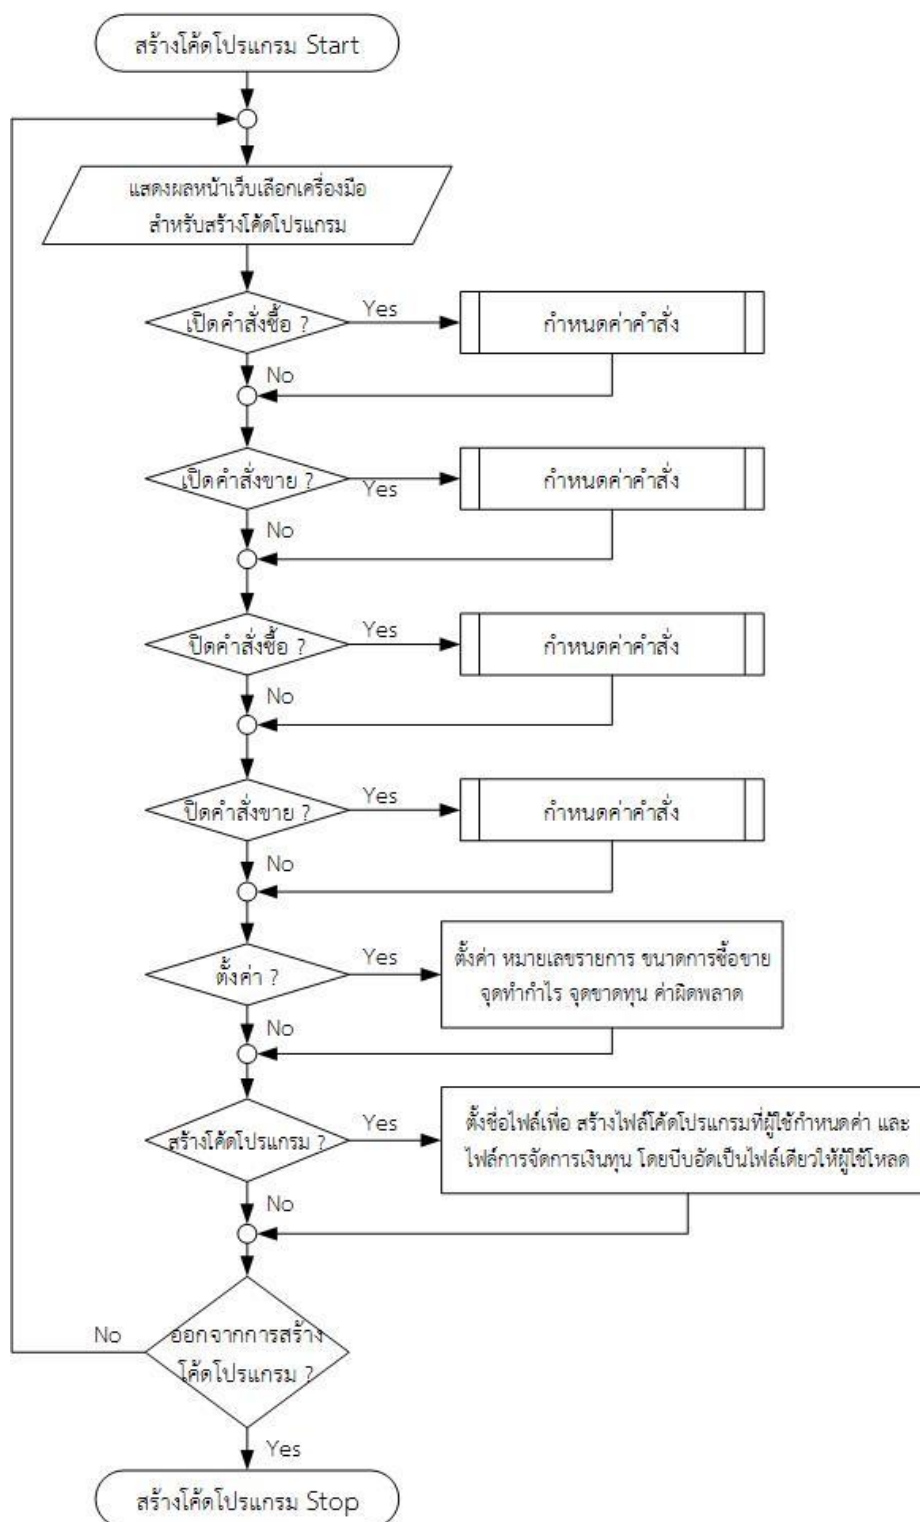 สร้างโค้ดโปรแกรม Start
แสดงผลหน้าเว็บเลือกเครื่องมือ
สำหรับสร้างโค้ดโปรแกรม
เปิดคำสั่งซื้อ ?
Yes
กำหนดค่าคำสั่ง
No
เปิดคำสั่งขาย ?
Yes
กำหนดค่าคำสั่ง
No
ปิดคำสั่งซื้อ ?
Yes
กำหนดค่าคำสั่ง
No
ปิดคำสั่งขาย ?
Yes
กำหนดค่าคำสั่ง
No
ตั้งค่า ?
Yes
ตั้งค่า หมายเลขรายการ ขนาดการซื้อขาย
จุดทำกำไร จุดขาดทุน ค่าผิดพลาด
No
สร้างโค้ดโปรแกรม ?
Yes
ตั้งชื่อไฟล์เพื่อ สร้างไฟล์โค้ดโปรแกรมที่ผู้ใช้กำหนดค่า และ
ไฟล์การจัดการเงินทุน โดยบีบอัดเป็นไฟล์เดียวให้ผู้ใช้โหลด
No
ออกจากการสร้าง
โค้ดโปรแกรม ?
No
Yes
สร้างโค้ดโปรแกรม Stop